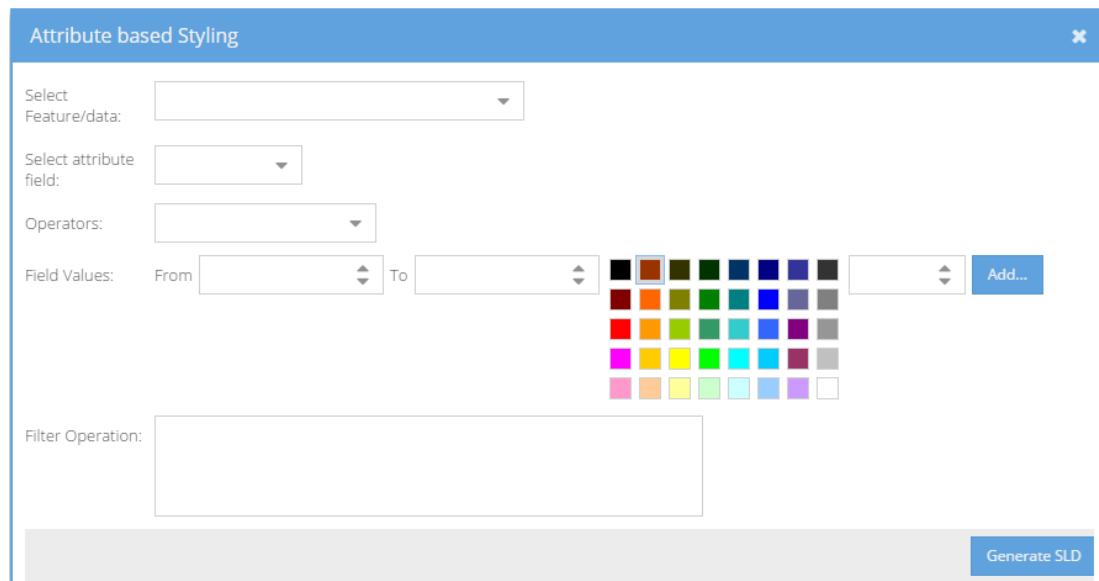 Attribute based Styling
Select
Feature/data:
Select attribute
field:
Operators:
Field Values: From To Add...
Filter Operation:
Generate SLD